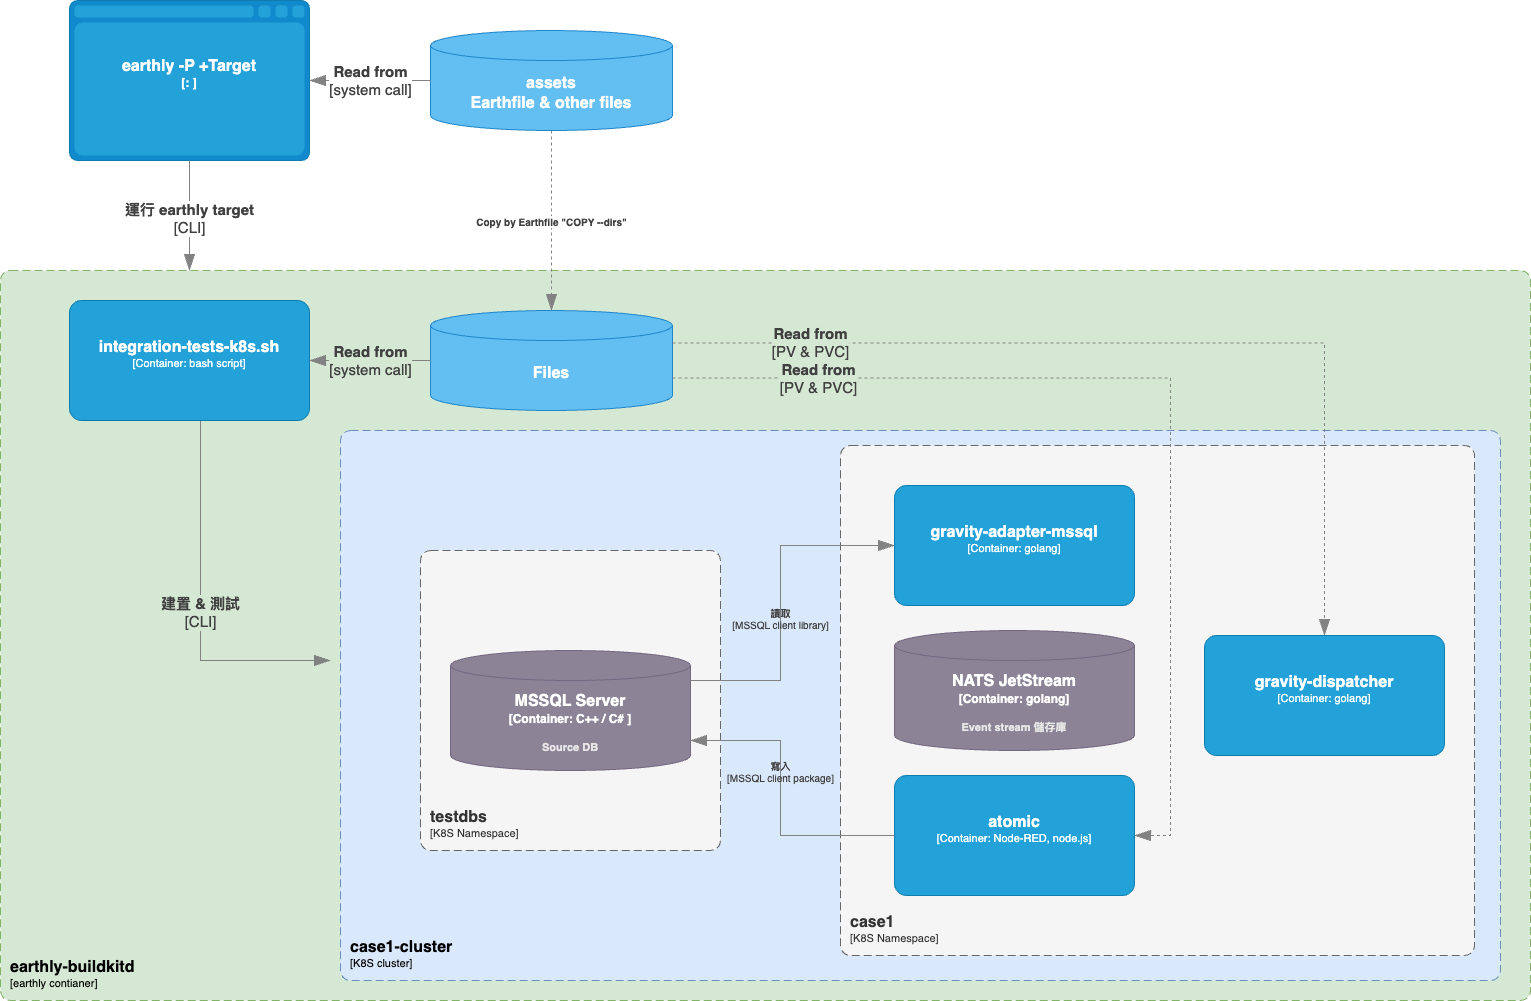 earthly -P +Target
[: ]
Read from
[system call]
assets
Earthfile & other files
運行 earthly target
[CLI]
Copy by Earthfile "COPY --dirs"
integration-tests-k8s.sh
[Container: bash script]
Read from
[system call]
Files
Read from
[PV & PVC]
Read from
[PV & PVC]
建置 & 測試
[CLI]
gravity-adapter-mssql
[Container: golang]
讀取
[MSSQL client library]
MSSQL Server
[Container: C++ / C# ]
Source DB
NATS JetStream
[Container: golang]
Event stream 儲存庫
gravity-dispatcher
[Container: golang]
寫入
[MSSQL client package]
atomic
[Container: Node-RED, node.js]
testdbs
[K8S Namespace]
case1
[K8S Namespace]
case1-cluster
[K8S cluster]
earthly-buildkitd
[earthly contianer]